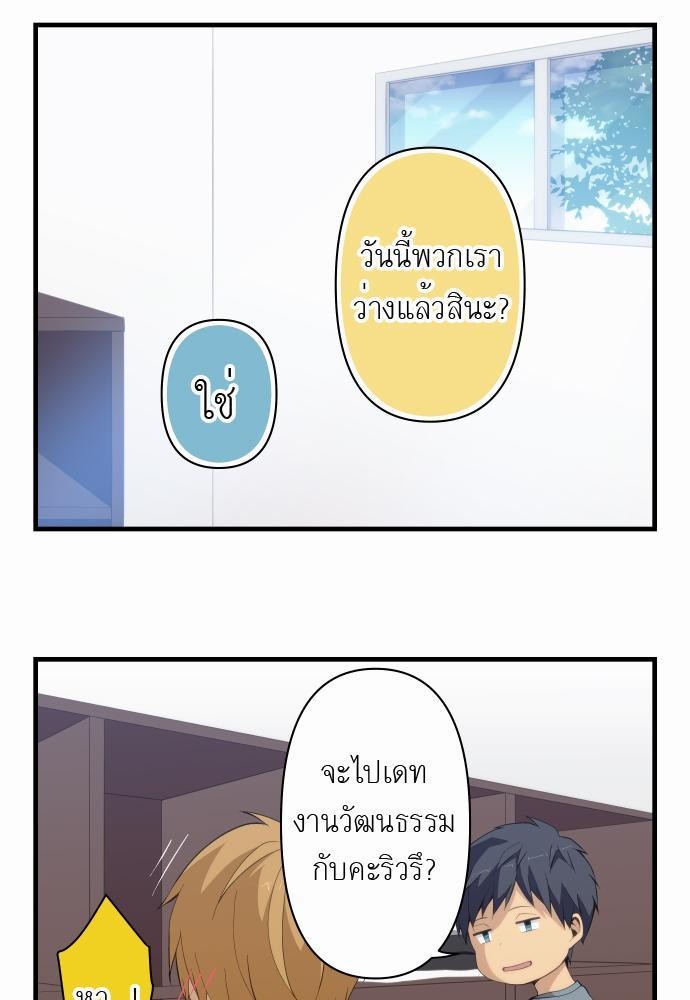 วันนี้พวกเรา
ว่างแล้วสินะ?
ใช่
จะไปเดท
งานวัฒนธรรม
กับคะริวรึ?